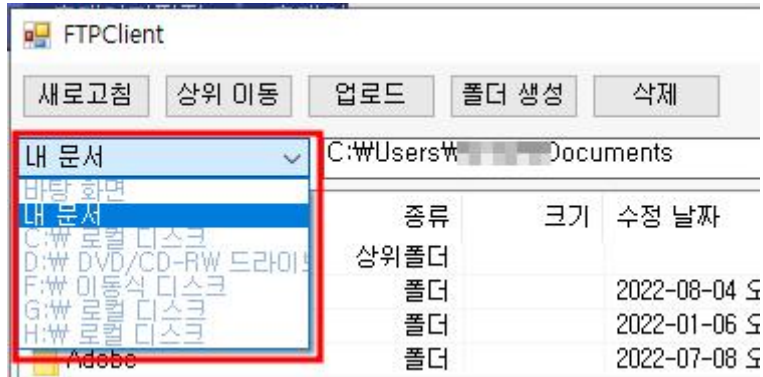 FTPClient
새로고침 상위 이동 업로드 폴더 생성 삭제
내 문서 C:₩Users₩ Documents
바탕 화면
내 문서
C:₩ 로컬 디스크
D:₩ DVD/CD-RW 드라이브
F:₩ 이동식 디스크
G:₩ 로컬 디스크
H:₩ 로컬 디스크
종류 크기 수정 날짜
상위폴더
폴더 2022-08-04 오
폴더 2022-01-06 오
Adobe 폴더 2022-07-08 오